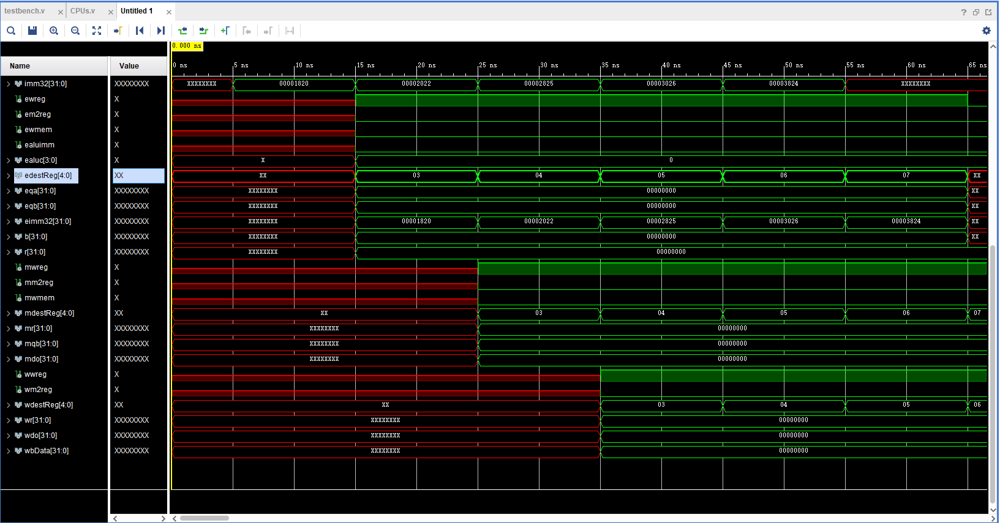 testbench.v × CPUs.v × Untitled 1 ×
?
0.000 ns
Name Value
0 ns 5 ns 10 ns 15 ns 20 ns 25 ns 30 ns 35 ns 40 ns 45 ns 50 ns 55 ns 60 ns 65 ns
imm32[31:0] XXXXXXXX XXXXXXXX 00001820 00002022 00002825 00003026 00003824 XXXXXXXX
ewreg X
em2reg X
ewmem X
ealuimm X
ealuc[3:0] X X 0
edestReg[4:0] XX XX 03 04 05 06 07 XX
eqa[31:0] XXXXXXXX XXXXXXXX 00000000 XX
eqb[31:0] XXXXXXXX XXXXXXXX 00000000 XX
eimm32[31:0] XXXXXXXX XXXXXXXX 00001820 00002022 00002825 00003026 00003824 XX
b[31:0] XXXXXXXX XXXXXXXX 00000000 XX
r[31:0] XXXXXXXX XXXXXXXX 00000000
mwreg X
mm2reg X
mwmem X
mdestReg[4:0] XX XX 03 04 05 06 07
mr[31:0] XXXXXXXX XXXXXXXX 00000000
mqb[31:0] XXXXXXXX XXXXXXXX 00000000
mdo[31:0] XXXXXXXX XXXXXXXX 00000000
wwreg X
wm2reg X
wdestReg[4:0] XX XX 03 04 05 06
wr[31:0] XXXXXXXX XXXXXXXX 00000000
wdo[31:0] XXXXXXXX XXXXXXXX 00000000
wbData[31:0] XXXXXXXX XXXXXXXX 00000000